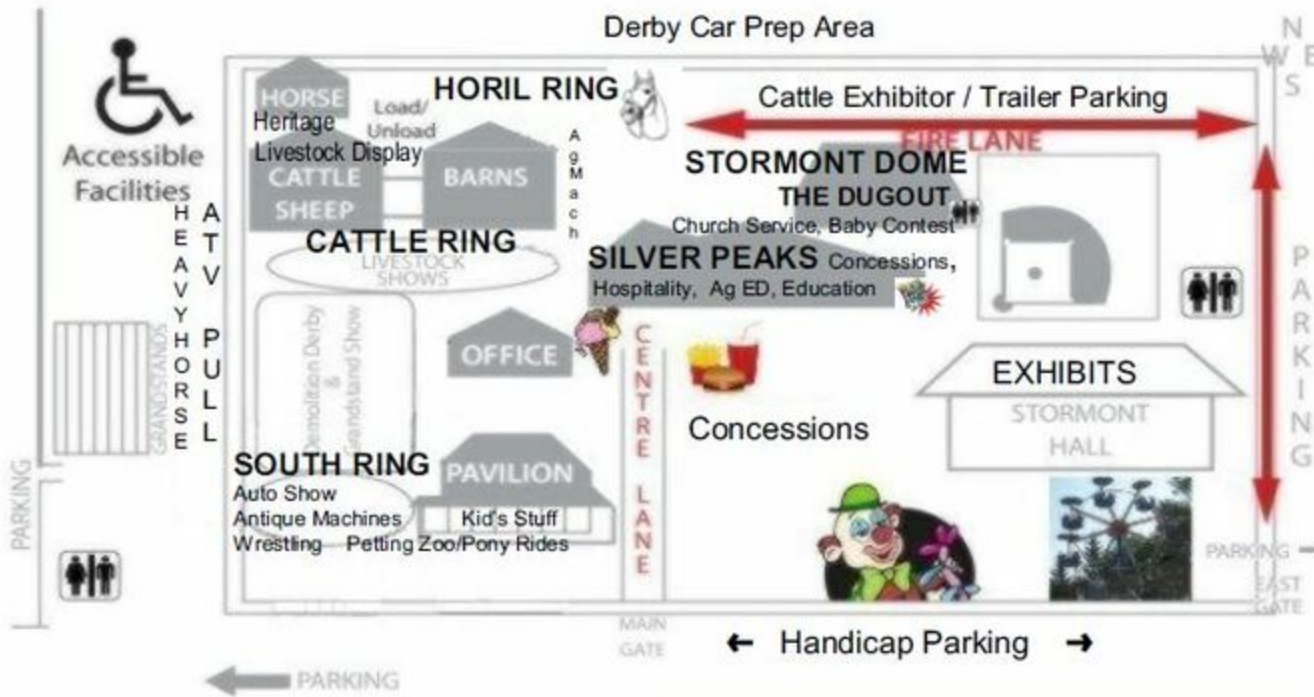 Derby Car Prep Area
N
W E
S
Accessible
Facilities
HORSE
Heritage
Livestock Display
Load/
Unload
HORIL RING
CATTLE
SHEEP
BARNS
AgMach
Cattle Exhibitor / Trailer Parking
FIRE LANE
STORMONT DOME
THE DUGOUT
Church Service, Baby Contest
CATTLE RING
LIVESTOCK
SHOWS
SILVER PEAKS Concessions,
Hospitality, Ag ED, Education
HEAVY HORSE
ATV PULL
GRANDSTANDS
Demolition Derby
Grandstand Show
OFFICE
CENTRE LANE
Concessions
EXHIBITS
STORMONT
HALL
PARKING
SOUTH RING
Auto Show
Antique Machines
Wrestling Petting Zoo/Pony Rides
PAVILION
Kid's Stuff
PARKING
PARKING
EAST
GATE
MAIN
GATE
← Handicap Parking →
PARKING